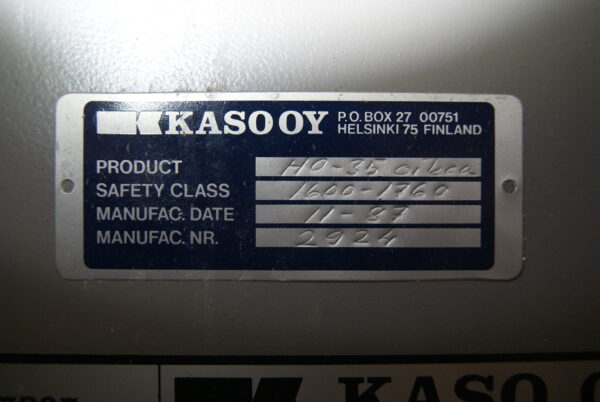 KASO OY P.O. BOX 27 00751
HELSINKI 75 FINLAND
PRODUCT HO-35 oikea
SAFETY CLASS 1600-1760
MANUFAC. DATE 11-87
MANUFAC. NR. 2924
KASO O